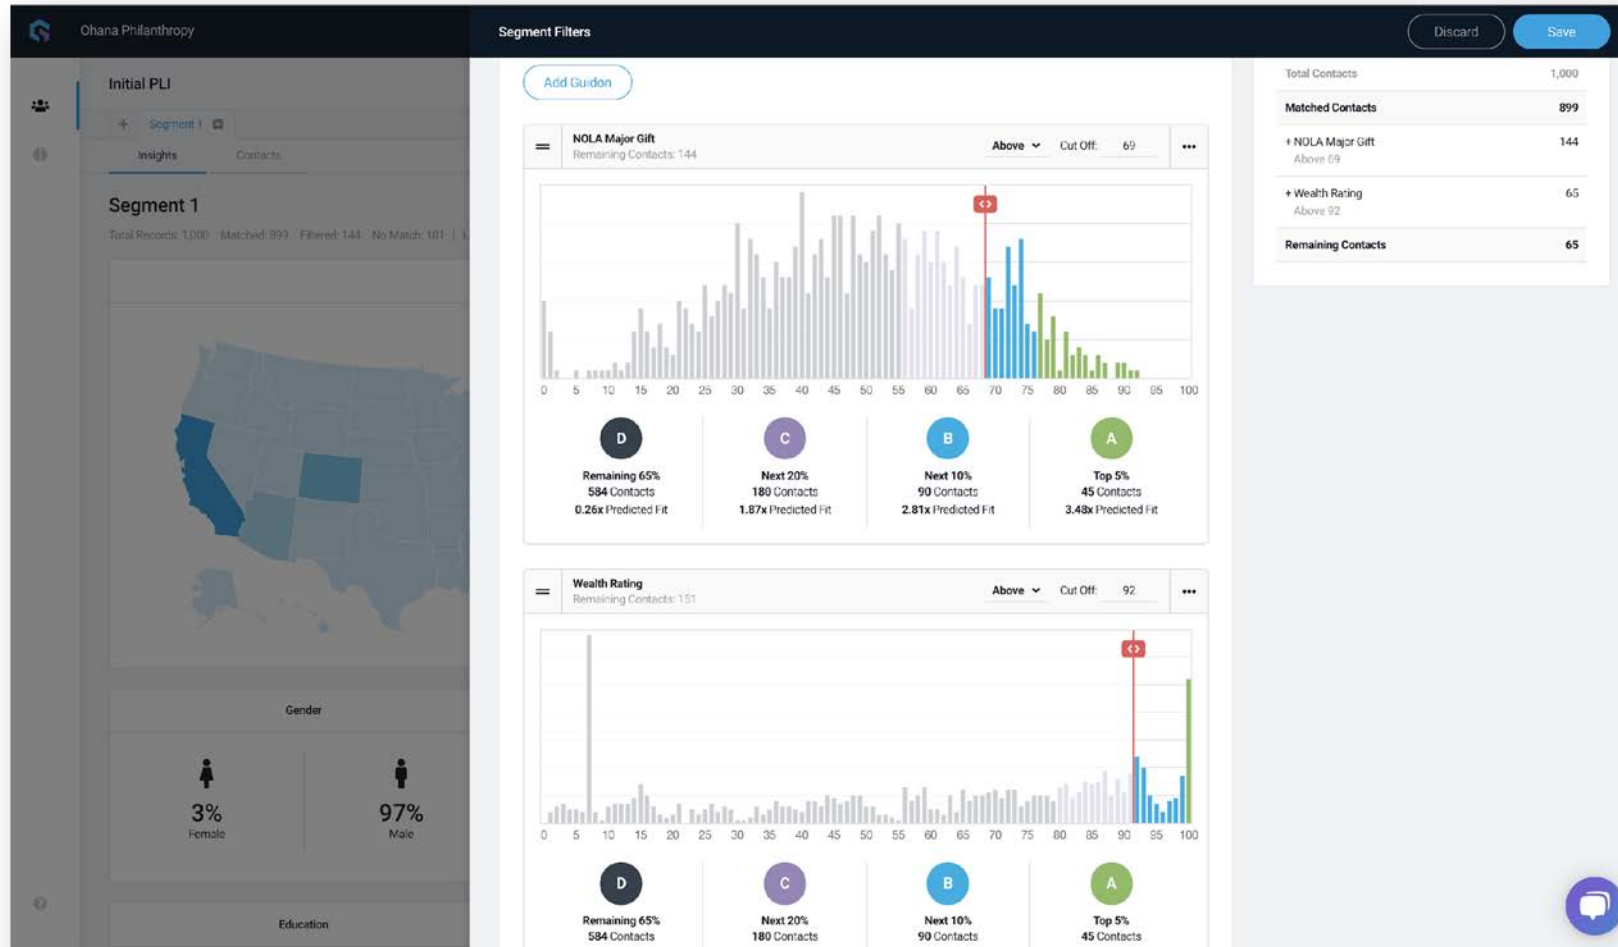 Ohana Philanthropy
Segment Filters
Discard
Save
Initial PLI
+ Segment 1
Insights
Contacts
Segment 1
Total Records: 1,000 Matched: 899 Filtered: 144 No Match: 101 |
Gender
3%
Female
97%
Male
Education
Add Guidon
NOLA Major Gift
Remaining Contacts: 144
Above
Cut Off: 69
•••
0 5 10 15 20 25 30 35 40 45 50 55 60 65 70 75 80 85 90 95 100
D
Remaining 65%
584 Contacts
0.26x Predicted Fit
C
Next 20%
180 Contacts
1.87x Predicted Fit
B
Next 10%
90 Contacts
2.81x Predicted Fit
A
Top 5%
45 Contacts
3.48x Predicted Fit
Wealth Rating
Remaining Contacts: 151
Above
Cut Off: 92
•••
0 5 10 15 20 25 30 35 40 45 50 55 60 65 70 75 80 85 90 95 100
D
Remaining 65%
584 Contacts
C
Next 20%
180 Contacts
B
Next 10%
90 Contacts
A
Top 5%
45 Contacts
Total Contacts 1,000
Matched Contacts 899
+ NOLA Major Gift 144
Above 69
+ Wealth Rating 65
Above 92
Remaining Contacts 65